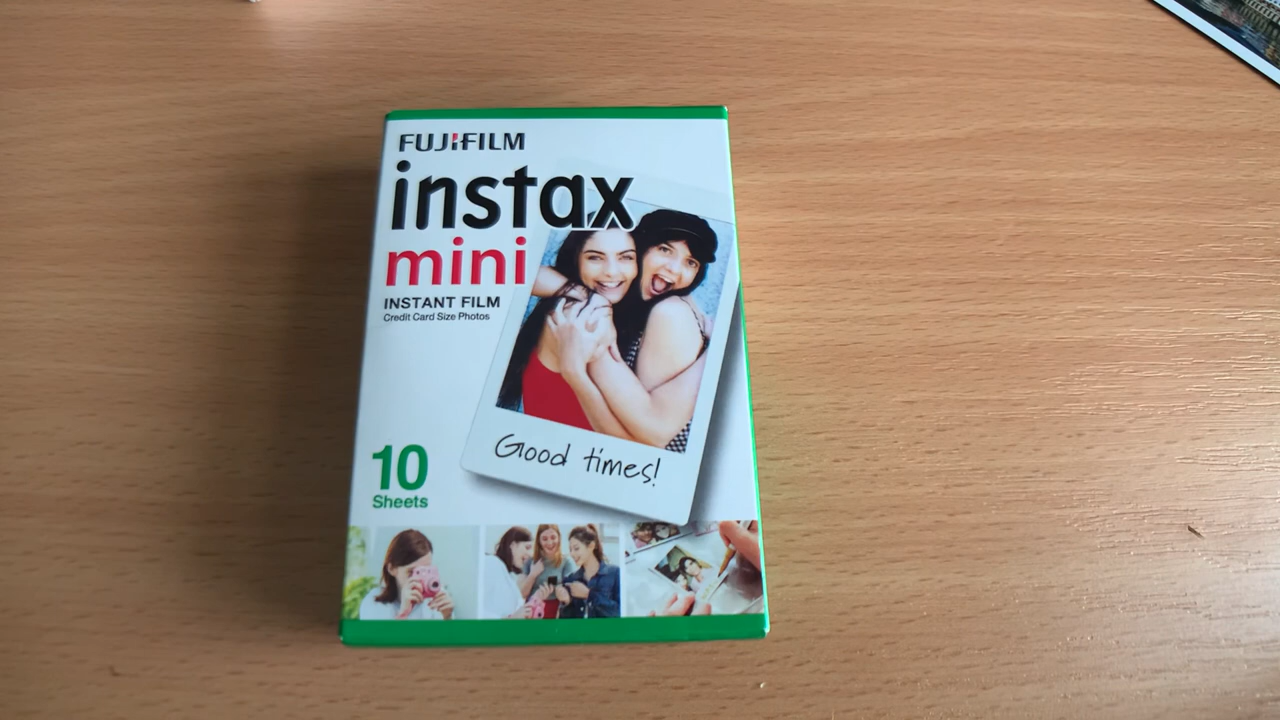 FUJIFILM
instax
mini
INSTANT FILM
Credit Card Size Photos
Good times!
10
Sheets